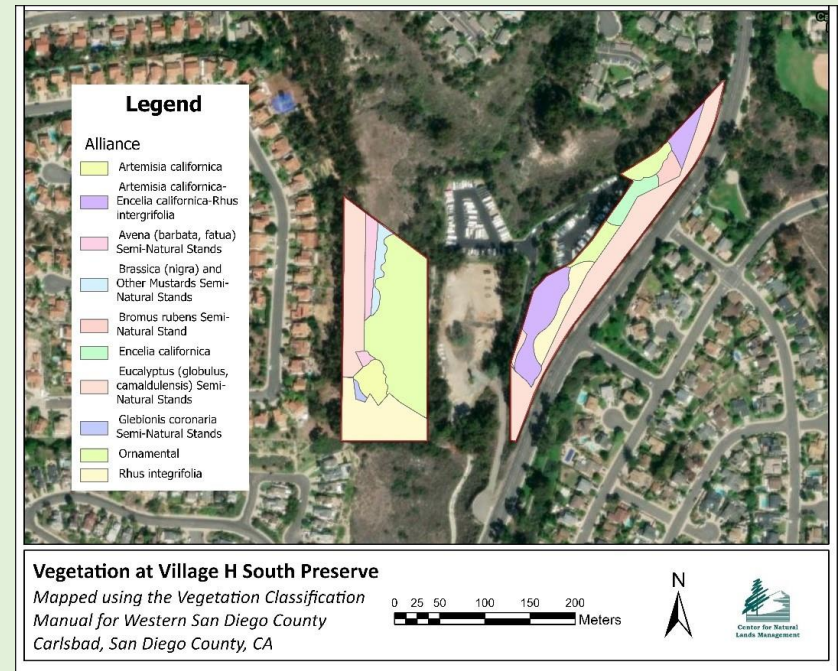 Legend
Alliance
Artemisia californica
Artemisia californica-
Encelia californica-Rhus
intergrifolia
Avena (barbata, fatua)
Semi-Natural Stands
Brassica (nigra) and
Other Mustards Semi-
Natural Stands
Bromus rubens Semi-
Natural Stand
Encelia californica
Eucalyptus (globulus,
camaldulensis) Semi-
Natural Stands
Glebionis coronaria
Semi-Natural Stands
Ornamental
Rhus integrifolia
Vegetation at Village H South Preserve
Mapped using the Vegetation Classification
Manual for Western San Diego County
Carlsbad, San Diego County, CA
0 25 50 100 150 200
Meters
N
Center for Natural
Lands Management